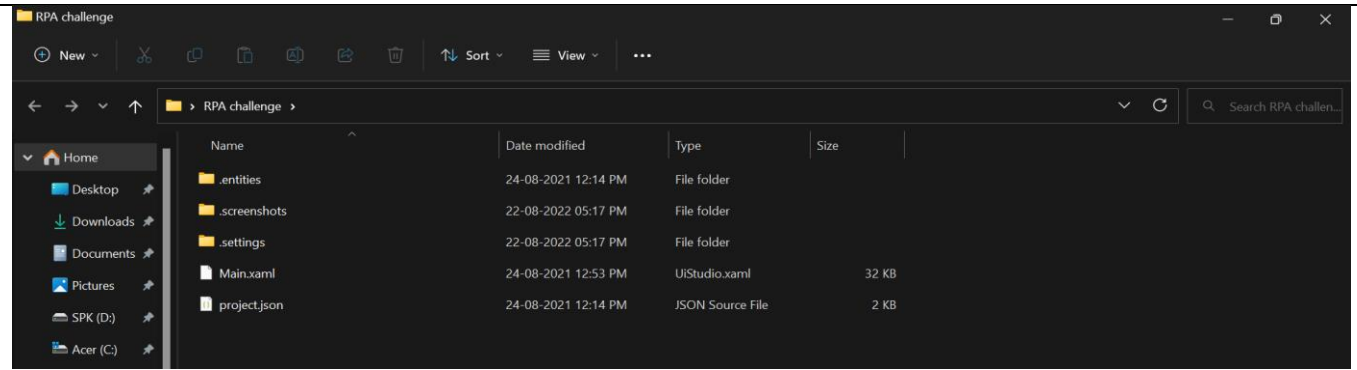 RPA challenge
New
Sort
View
RPA challenge
Search RPA challen...
Name
Date modified
Type
Size
Home
Desktop
Downloads
Documents
Pictures
SPK (D:)
Acer (C:)
.entities 24-08-2021 12:14 PM File folder
.screenshots 22-08-2022 05:17 PM File folder
.settings 22-08-2022 05:17 PM File folder
Main.xaml 24-08-2021 12:53 PM UiStudio.xaml 32 KB
project.json 24-08-2021 12:14 PM JSON Source File 2 KB